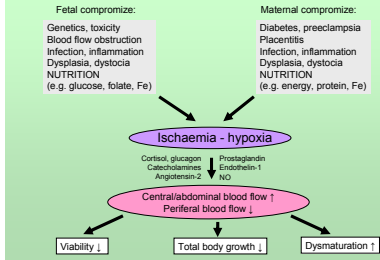 Fetal compromize:
Genetics, toxicity
Blood flow obstruction
Infection, inflammation
Dysplasia, dystocia
NUTRITION
(e.g. glucose, folate, Fe)
Maternal compromize:
Diabetes, preeclampsia
Placentitis
Infection, inflammation
Dysplasia, dystocia
NUTRITION
(e.g. energy, protein, Fe)
Ischaemia - hypoxia
Cortisol, glucagon
Catecholamines
Angiotensin-2
Prostaglandin
Endothelin-1
NO
Central/abdominal blood flow ↑
Periferal blood flow ↓
Viability ↓
Total body growth ↓
Dysmaturation ↑